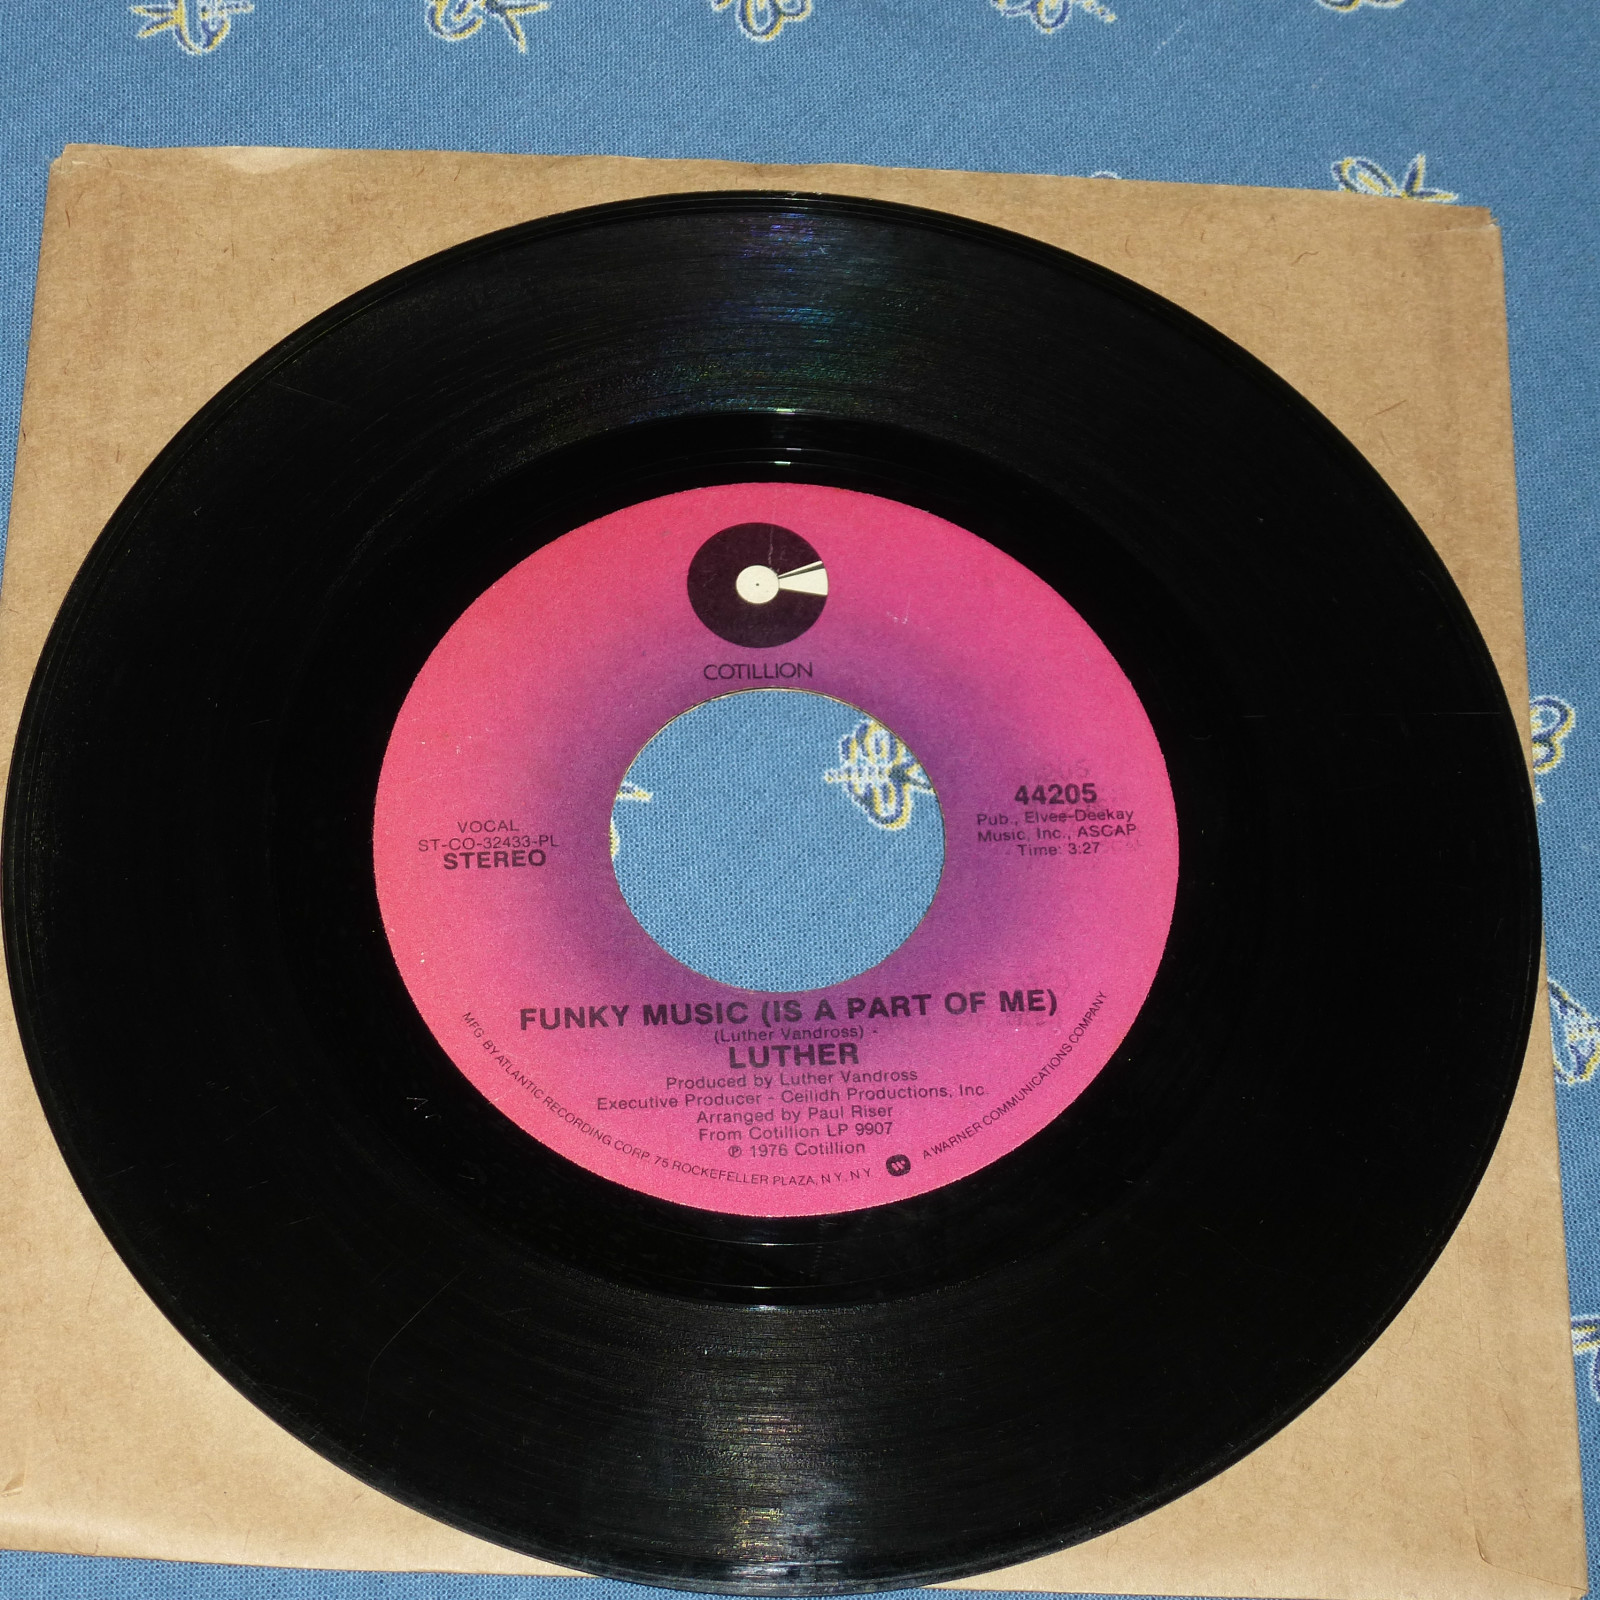 COTILLION
VOCAL
ST-CO-32433-PL
STEREO
44205
Pub., Elvee-Deekay
Music, Inc., ASCAP
Time: 3:27
FUNKY MUSIC (IS A PART OF ME)
(Luther Vandross) -
LUTHER
Produced by Luther Vandross
Executive Producer - Ceilidh Productions, Inc.
Arranged by Paul Riser
From Cotillion LP 9907
℗ 1976 Cotillion
MFG. BY ATLANTIC RECORDING CORP. 75 ROCKEFELLER PLAZA, N.Y. N.Y. A WARNER COMMUNICATIONS COMPANY